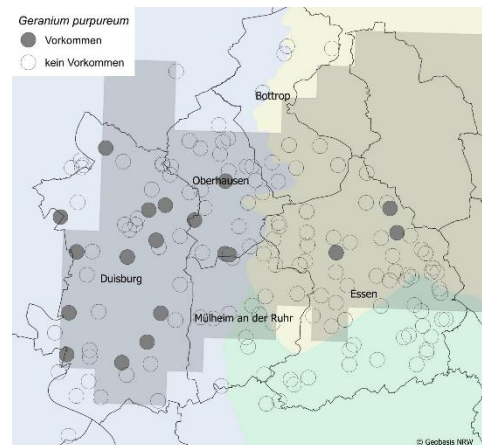 Geranium purpureum
Vorkommen
kein Vorkommen
Bottrop
Oberhausen
Duisburg
Essen
Mülheim an der Ruhr
© Geobasis NRW